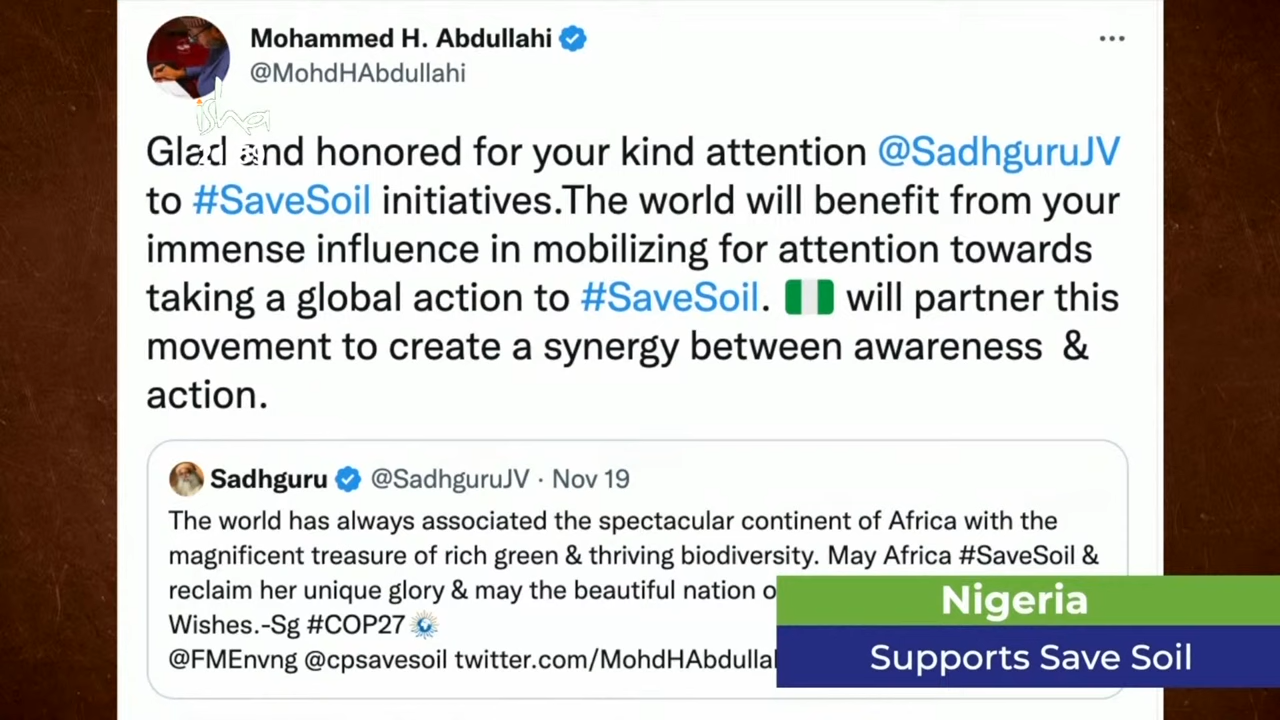 Mohammed H. Abdullahi
@MohdHAbdullahi
isha
Glad and honored for your kind attention @SadhguruJV
to #SaveSoil initiatives.The world will benefit from your
immense influence in mobilizing for attention towards
taking a global action to #SaveSoil. 🇳🇬 will partner this
movement to create a synergy between awareness & 
action.
Sadhguru @SadhguruJV · Nov 19
The world has always associated the spectacular continent of Africa with the
magnificent treasure of rich green & thriving biodiversity. May Africa #SaveSoil &
reclaim her unique glory & may the beautiful nation
Wishes.-Sg #COP27
@FMEnvng @cpsavesoil twitter.com/MohdHAbdulla
Nigeria
Supports Save Soil